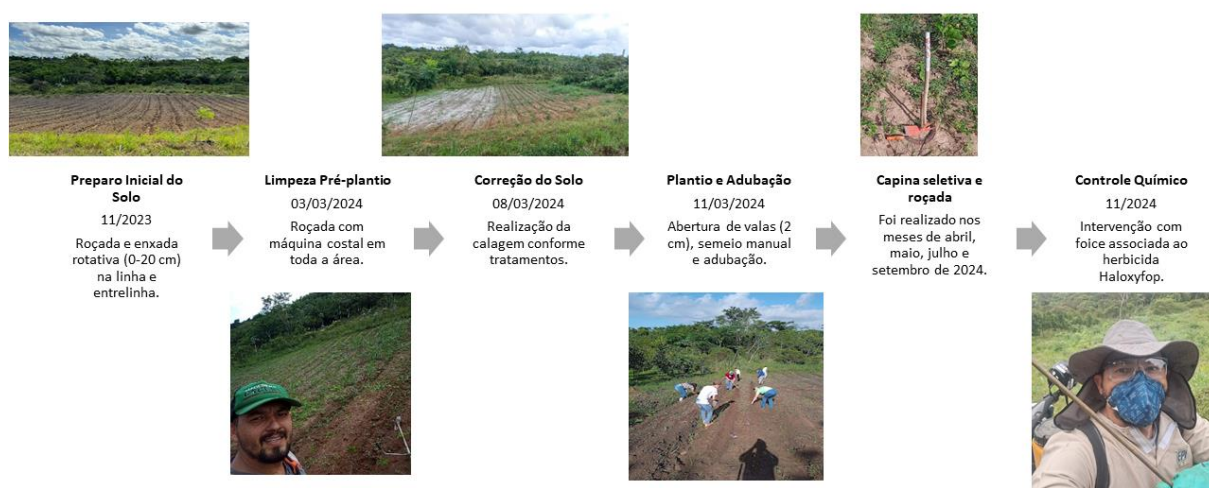 Preparo Inicial do
Solo
11/2023
Roçada e enxada
rotativa (0-20 cm)
na linha e
entrelinha.
Limpeza Pré-plantio
03/03/2024
Roçada com
máquina costal em
toda a área.
Correção do Solo
08/03/2024
Realização da
calagem conforme
tratamentos.
Plantio e Adubação
11/03/2024
Abertura de valas (2
cm), semeio manual
e adubação.
Capina seletiva e
roçada
Foi realizado nos
meses de abril,
maio, julho e
setembro de 2024.
Controle Químico
11/2024
Intervenção com
foice associada ao
herbicida
Haloxyfop.